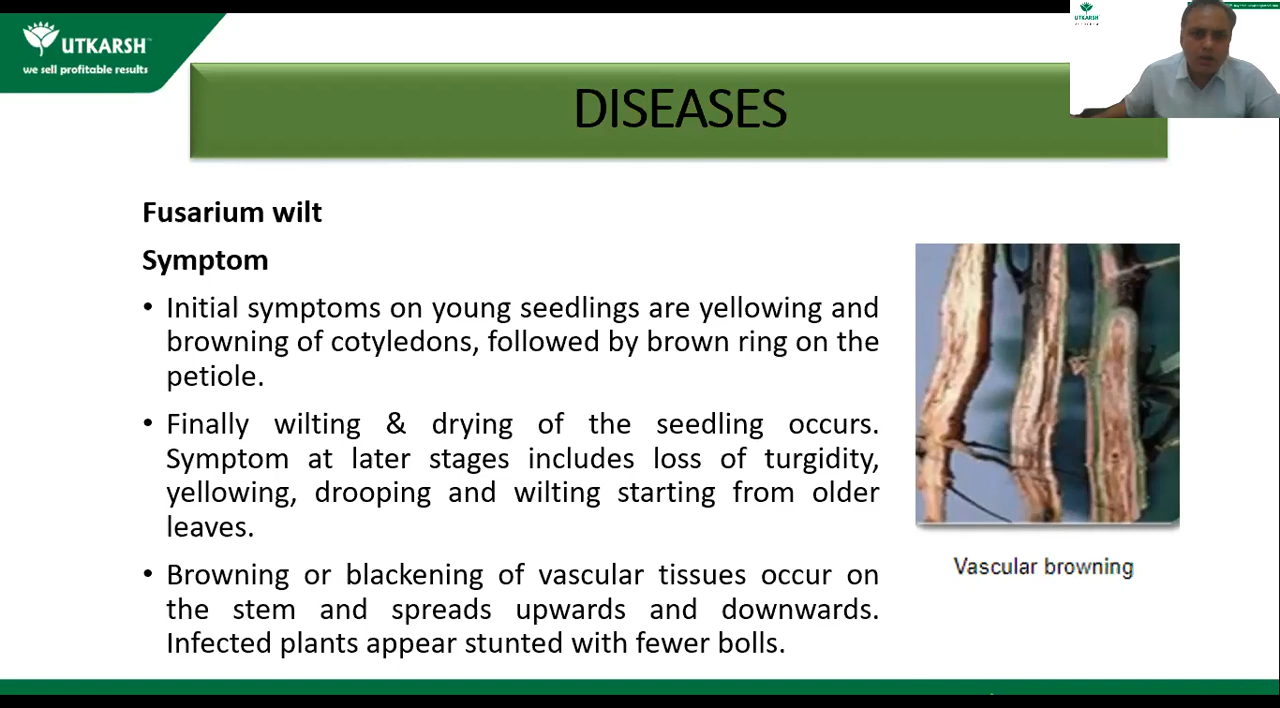 UTKARSH
we sell profitable results
UTKARSH
DISEASES
Fusarium wilt
Symptom
• Initial symptoms on young seedlings are yellowing and
browning of cotyledons, followed by brown ring on the
petiole.
• Finally wilting & drying of the seedling occurs.
Symptom at later stages includes loss of turgidity,
yellowing, drooping and wilting starting from older
leaves.
• Browning or blackening of vascular tissues occur on
the stem and spreads upwards and downwards.
Infected plants appear stunted with fewer bolls.
Vascular browning